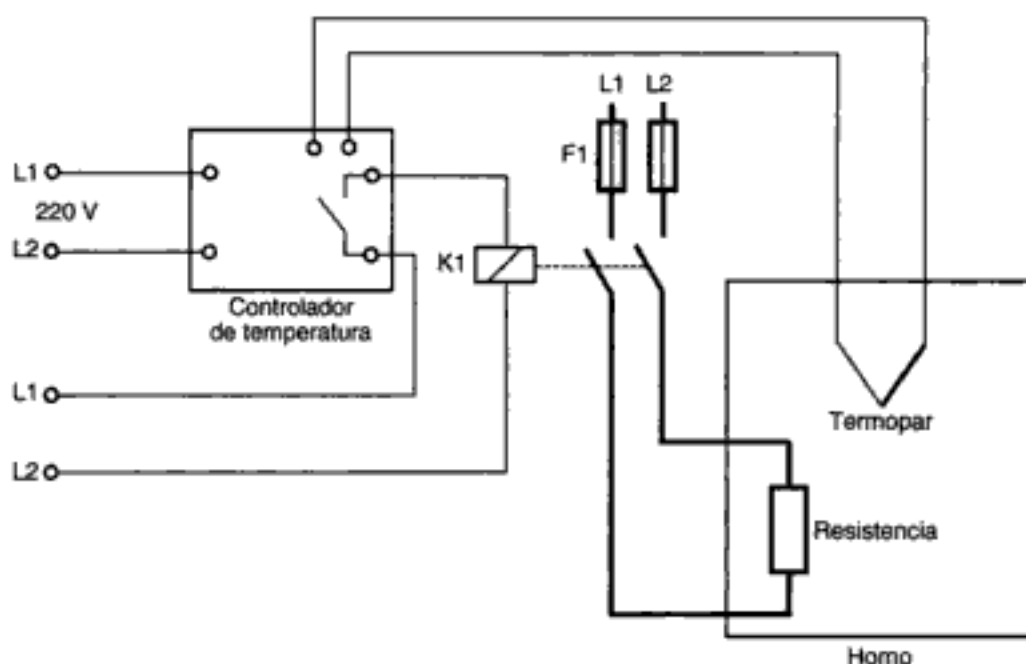 L1 L2
F1
L1
220 V
L2
K1
Controlador
de temperatura
L1
Termopar
L2
Resistencia
Horno